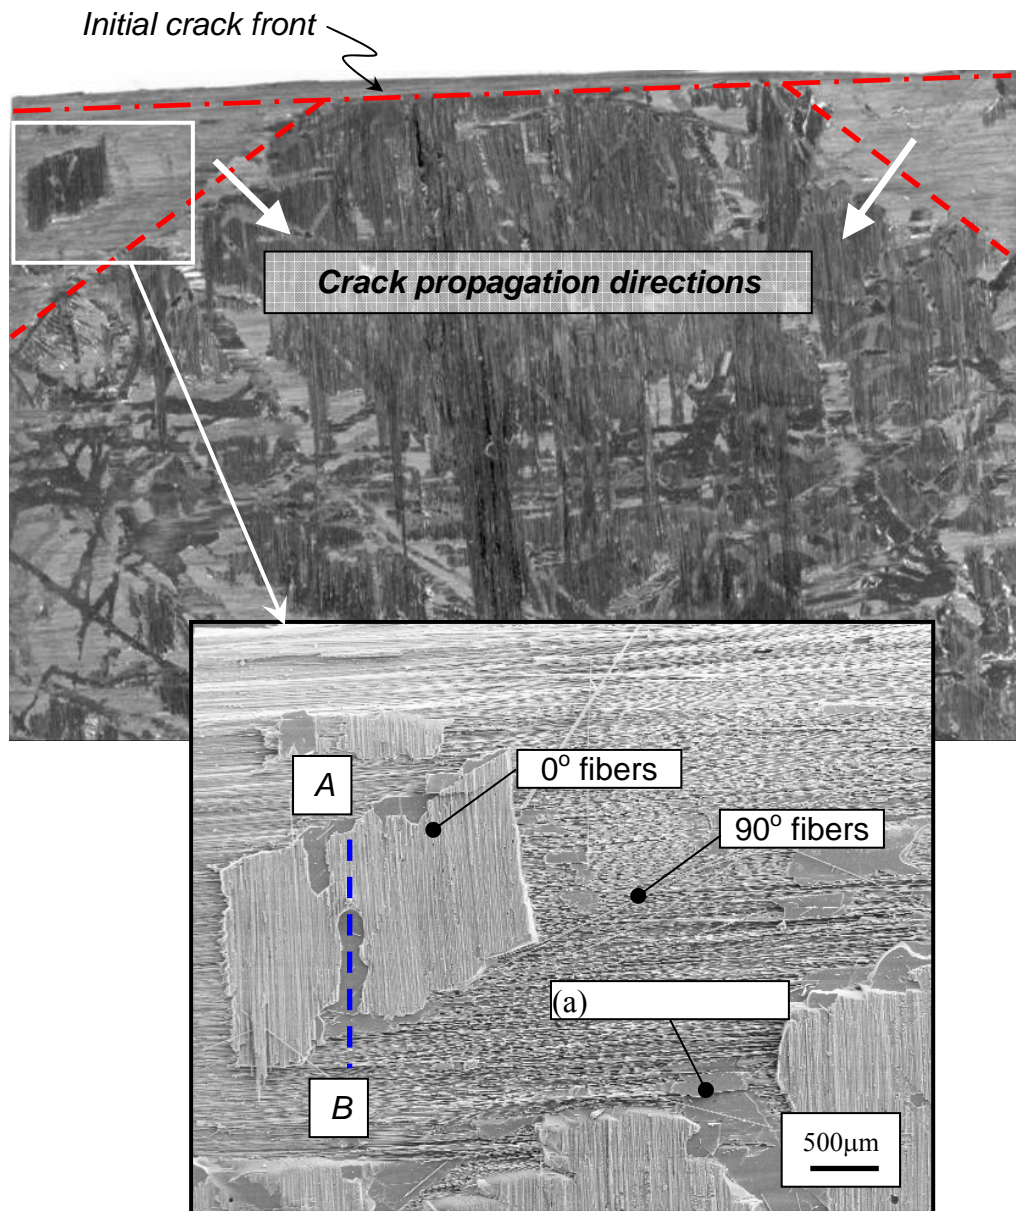 Initial crack front
Crack propagation directions
0° fibers
A
90° fibers
(a)
B
500μm